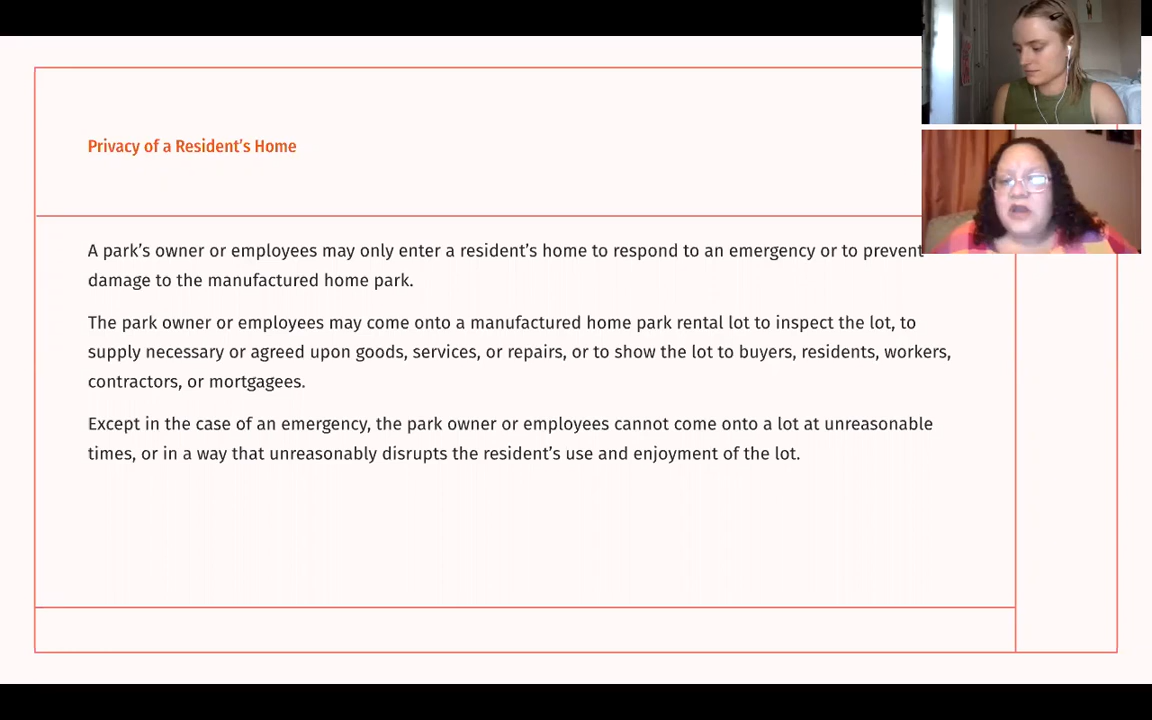 Privacy of a Resident’s Home
A park’s owner or employees may only enter a resident’s home to respond to an emergency or to prevent
damage to the manufactured home park.
The park owner or employees may come onto a manufactured home park rental lot to inspect the lot, to
supply necessary or agreed upon goods, services, or repairs, or to show the lot to buyers, residents, workers,
contractors, or mortgagees.
Except in the case of an emergency, the park owner or employees cannot come onto a lot at unreasonable
times, or in a way that unreasonably disrupts the resident’s use and enjoyment of the lot.